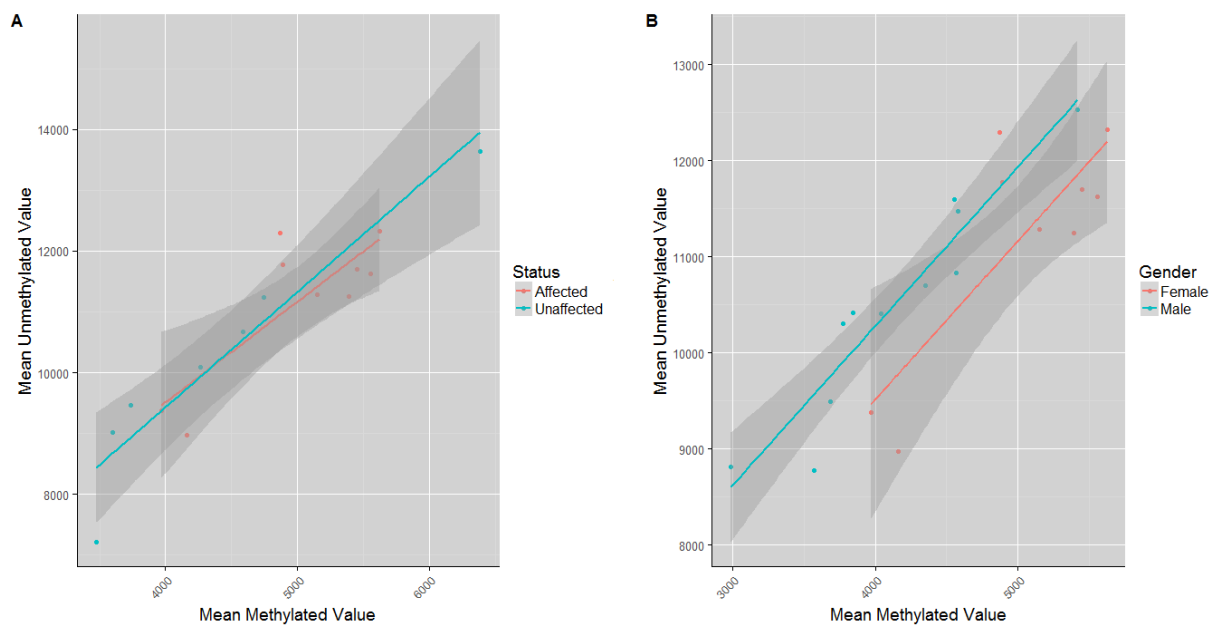 A
Mean Unmethylated Value
14000
12000
10000
8000
4000
5000
6000
Mean Methylated Value
Status
Affected
Unaffected
B
Mean Unmethylated Value
13000
12000
11000
10000
9000
8000
3000
4000
5000
Mean Methylated Value
Gender
Female
Male